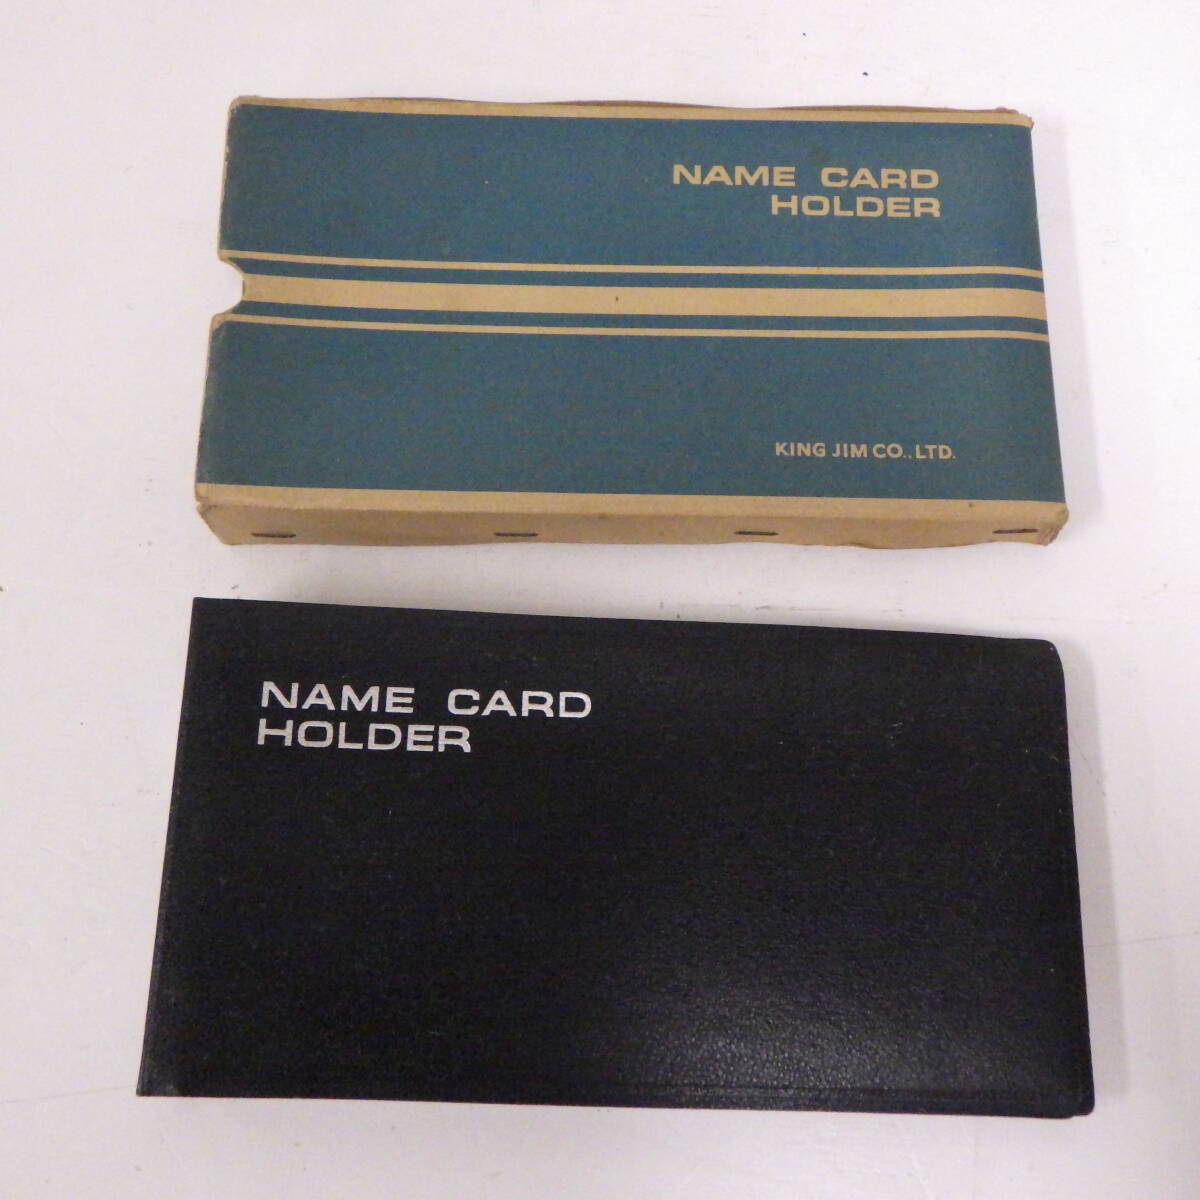 NAME CARD
HOLDER
KING JIM CO., LTD.
NAME CARD
HOLDER